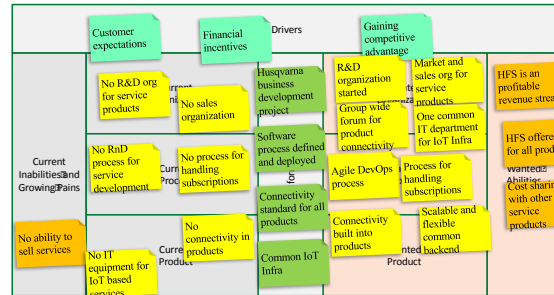 Customer
expectations
Financial
incentives
Drivers
Gaining
competitive
advantage
No R&D org
for service
products
No sales
organization
Husqvarna
business
development
project
R&D
organization
started
Market and
sales org for
service
products
HFS is an
profitable
revenue strea
Group wide
forum for
product
connectivity
One common
IT department
for IoT Infra
Current
Inabilities and
Growing Pains
No RnD
process for
service
development
No process for
handling
subscriptions
Software
process defined
and deployed
for
Agile DevOps
process
Process for
handling
subscriptions
HFS offere
for all prod
Wanted
Abilities
Cost sharin
with other
service
products
No ability to
sell services
No IT
equipment for
IoT based
services
Current
Product
No
connectivity in
products
Connectivity
standard for all
products
Common IoT
Infra
Connectivity
built into
products
Scalable and
flexible
common
backend
Product